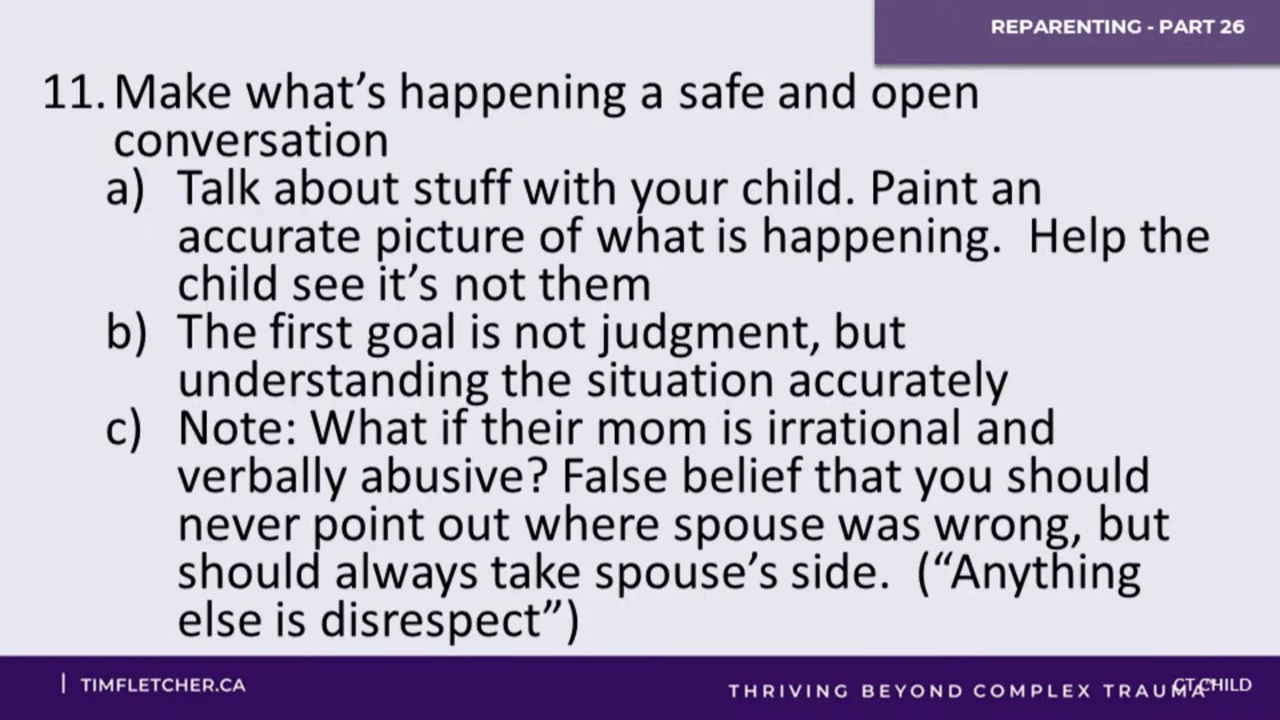 REPARENTING - PART 26
11. Make what's happening a safe and open
conversation
a) Talk about stuff with your child. Paint an
accurate picture of what is happening.  Help the
child see it's not them
b) The first goal is not judgment, but
understanding the situation accurately
c) Note: What if their mom is irrational and
verbally abusive? False belief that you should
never point out where spouse was wrong, but
should always take spouse's side.  ("Anything
else is disrespect")
| TIMFLETCHER.CA
THRIVING BEYOND COMPLEX TRAUMA
CT CHILD